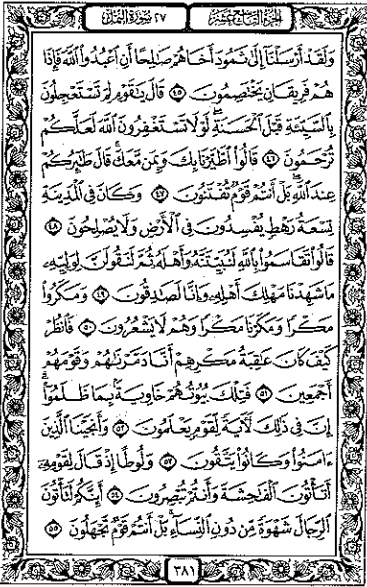 الجزء التاسع عشر ٢٧ سورة النمل
وَلَقَدْ أَرْسَلْنَآ إِلَىٰ ثَمُودَ أَخَاهُمْ صَٰلِحًا أَنِ ٱعْبُدُوا۟ ٱللَّهَ فَإِذَا
هُمْ فَرِيقَانِ يَخْتَصِمُونَ ٤٥ قَالَ يَٰقَوْمِ لِمَ تَسْتَعْجِلُونَ
بِٱلسَّيِّئَةِ قَبْلَ ٱلْحَسَنَةِ ۖ لَوْلَا تَسْتَغْفِرُونَ ٱللَّهَ لَعَلَّكُمْ
تُرْحَمُونَ ٤٦ قَالُوا۟ ٱطَّيَّرْنَا بِكَ وَبِمَن مَّعَكَ ۚ قَالَ طَٰٓئِرُكُمْ
عِندَ ٱللَّهِ ۖ بَلْ أَنتُمْ قَوْمٌ تُفْتَنُونَ ٤٧ وَكَانَ فِى ٱلْمَدِينَةِ
تِسْعَةُ رَهْطٍ يُفْسِدُونَ فِى ٱلْأَرْضِ وَلَا يُصْلِحُونَ ٤٨
قَالُوا۟ تَقَاسَمُوا۟ بِٱللَّهِ لَنُبَيِّتَنَّهُۥ وَأَهْلَهُۥ ثُمَّ لَنَقُولَنَّ لِوَلِيِّهِۦ
مَا شَهِدْنَا مَهْلِكَ أَهْلِهِۦ وَإِنَّا لَصَٰدِقُونَ ٤٩ وَمَكَرُوا۟
مَكْرًا وَمَكَرْنَا مَكْرًا وَهُمْ لَا يَشْعُرُونَ ٥٠ فَٱنظُرْ
كَيْفَ كَانَ عَٰقِبَةُ مَكْرِهِمْ أَنَّا دَمَّرْنَٰهُمْ وَقَوْمَهُمْ
أَجْمَعِينَ ٥١ فَتِلْكَ بُيُوتُهُمْ خَاوِيَةًۢ بِمَا ظَلَمُوٓا۟ ۗ
إِنَّ فِى ذَٰلِكَ لَءَايَةً لِّقَوْمٍ يَعْلَمُونَ ٥٢ وَأَنجَيْنَا ٱلَّذِينَ
ءَامَنُوا۟ وَكَانُوا۟ يَتَّقُونَ ٥٣ وَلُوطًا إِذْ قَالَ لِقَوْمِهِۦٓ
أَتَأْتُونَ ٱلْفَٰحِشَةَ وَأَنتُمْ تُبْصِرُونَ ٥٤ أَئِنَّكُمْ لَتَأْتُونَ
ٱلرِّجَالَ شَهْوَةً مِّن دُونِ ٱلنِّسَآءِ ۚ بَلْ أَنتُمْ قَوْمٌ تَجْهَلُونَ ٥٥
٣٨١